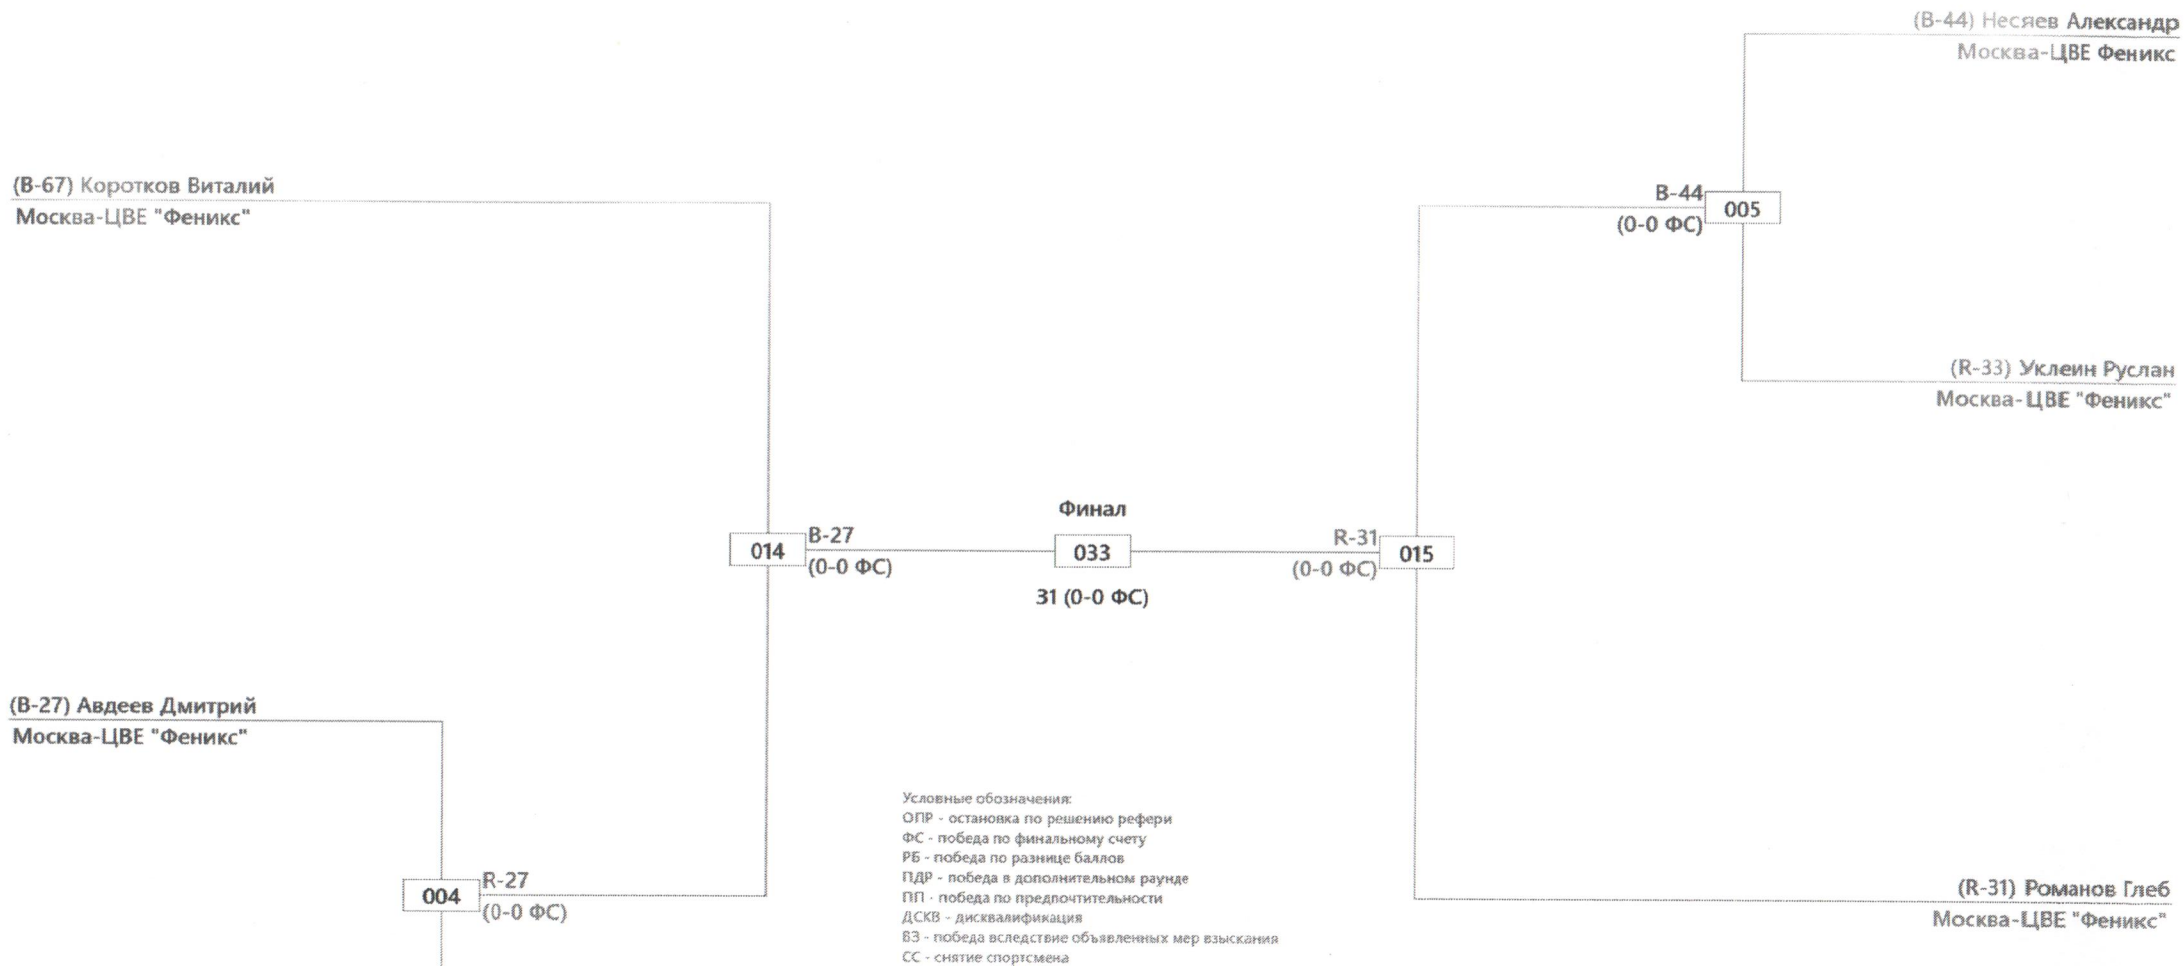 (B-44) Несяев Александр
Москва-ЦВЕ Феникс
(B-67) Коротков Виталий
Москва-ЦВЕ "Феникс"
B-44
005
(0-0 ФС)
(R-33) Уклеин Руслан
Москва-ЦВЕ "Феникс"
Финал
014
B-27
(0-0 ФС)
033
31 (0-0 ФС)
R-31
(0-0 ФС)
015
(B-27) Авдеев Дмитрий
Москва-ЦВЕ "Феникс"
004
R-27
(0-0 ФС)
Условные обозначения:
ОПР - остановка по решению рефери
ФС - победа по финальному счету
РБ - победа по разнице баллов
ПДР - победа в дополнительном раунде
ПП - победа по предпочтительности
ДСКВ - дисквалификация
ВЗ - победа вследствие объявленных мер взыскания
СС - снятие спортсмена
(R-31) Романов Глеб
Москва-ЦВЕ "Феникс"